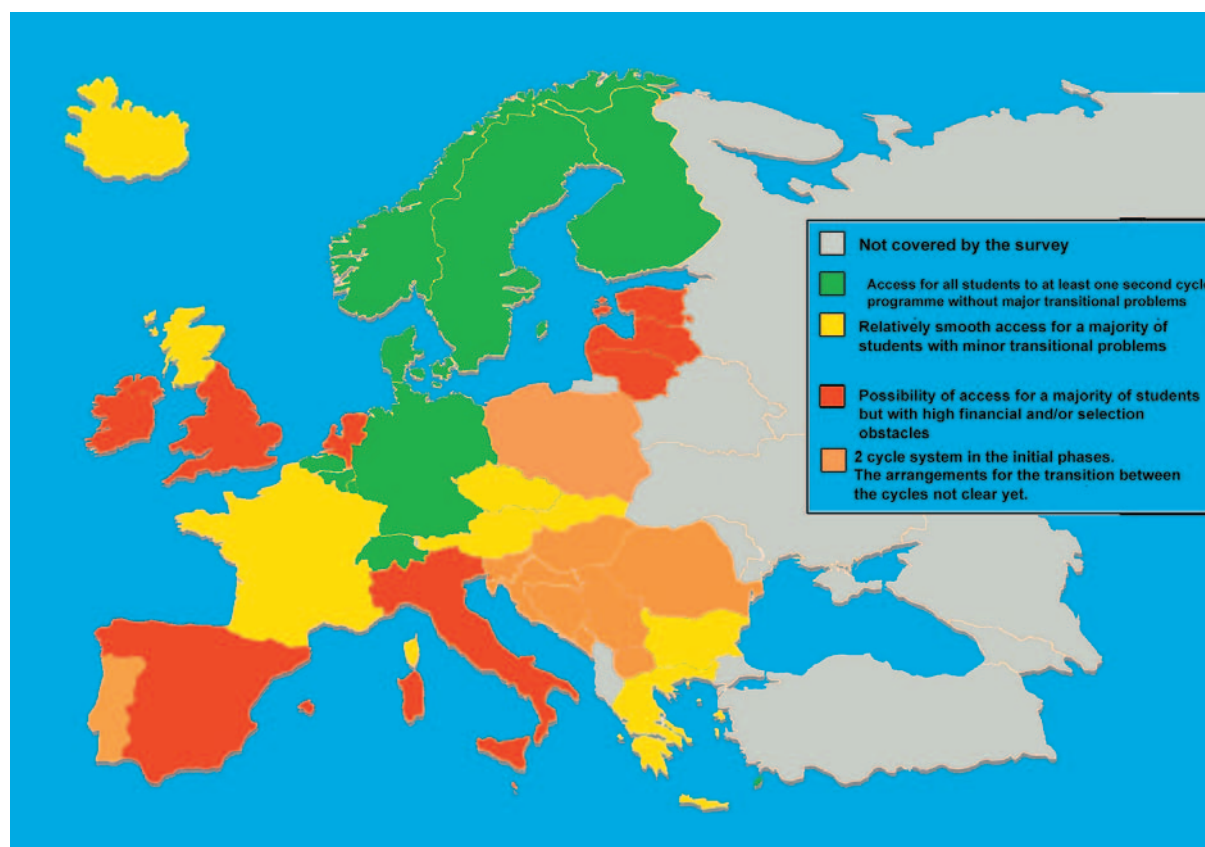 Not covered by the survey
Access for all students to at least one second cycle
programme without major transitional problems
Relatively smooth access for a majority of
students with minor transitional problems
Possibility of access for a majority of students
but with high financial and/or selection
obstacles
2 cycle system in the initial phases.
The arrangements for the transition between
the cycles not clear yet.